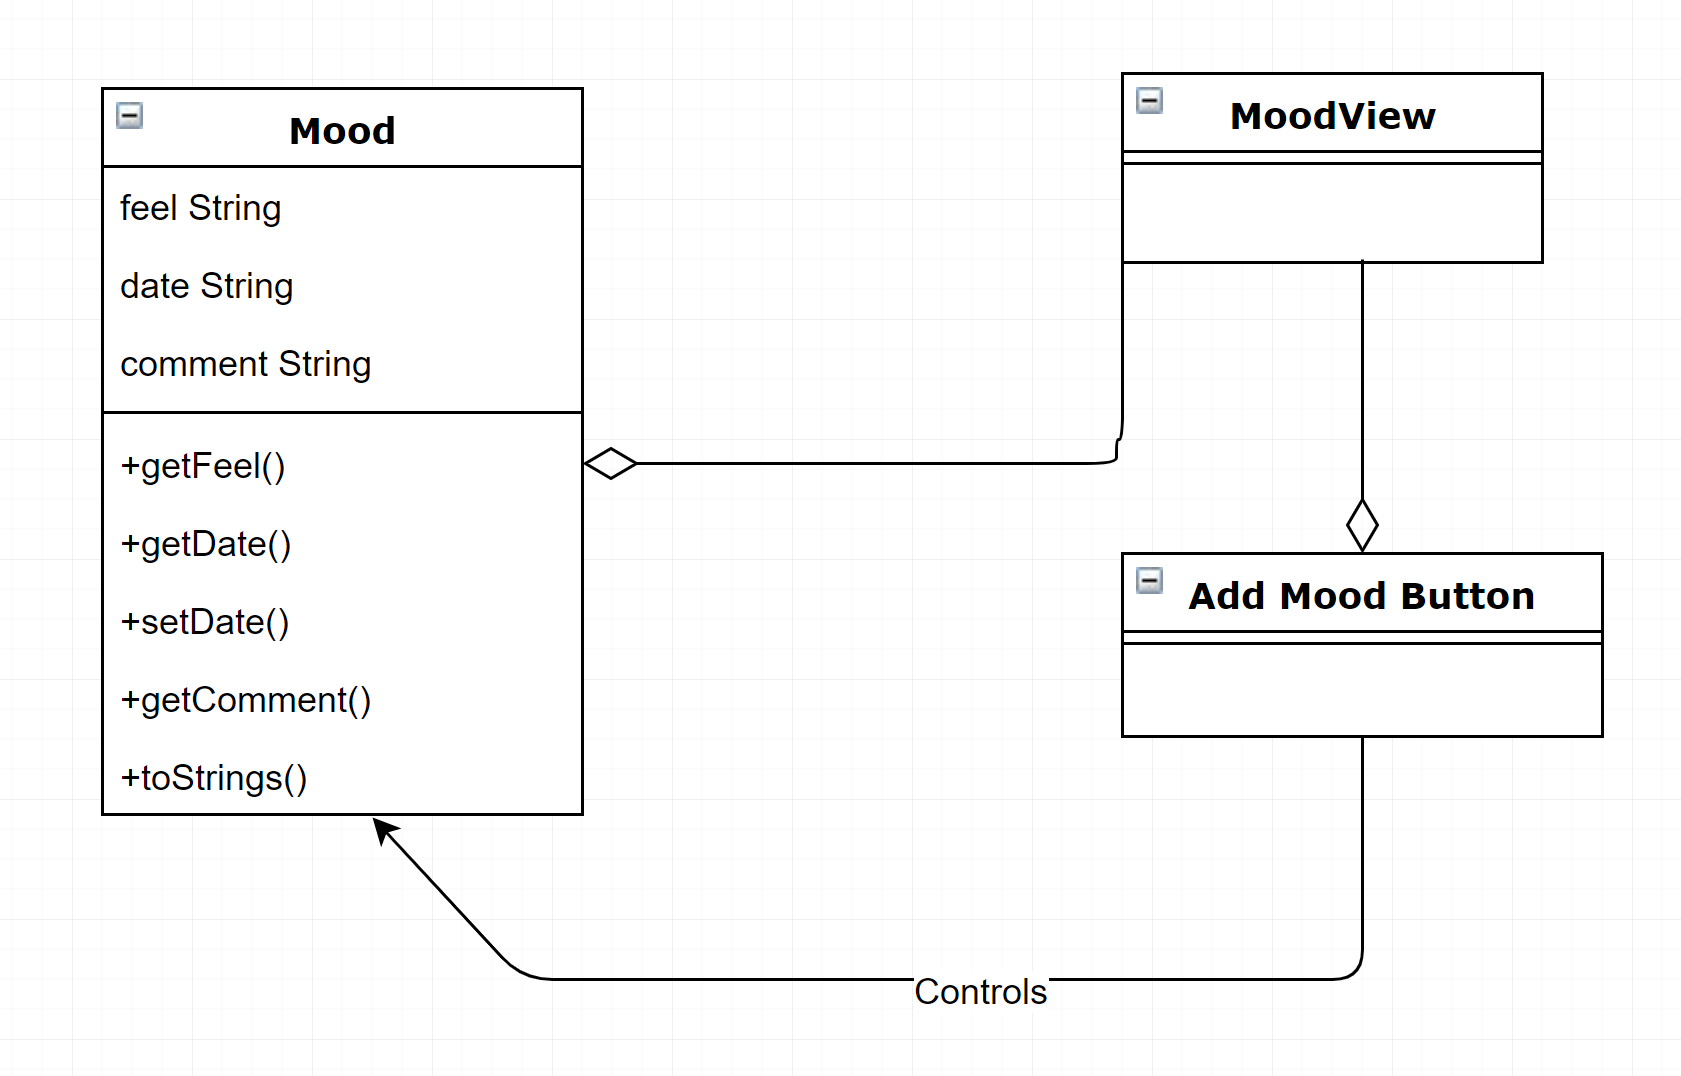 Mood
feel String
date String
comment String
+getFeel()
+getDate()
+setDate()
+getComment()
+toStrings()
MoodView
Add Mood Button
Controls